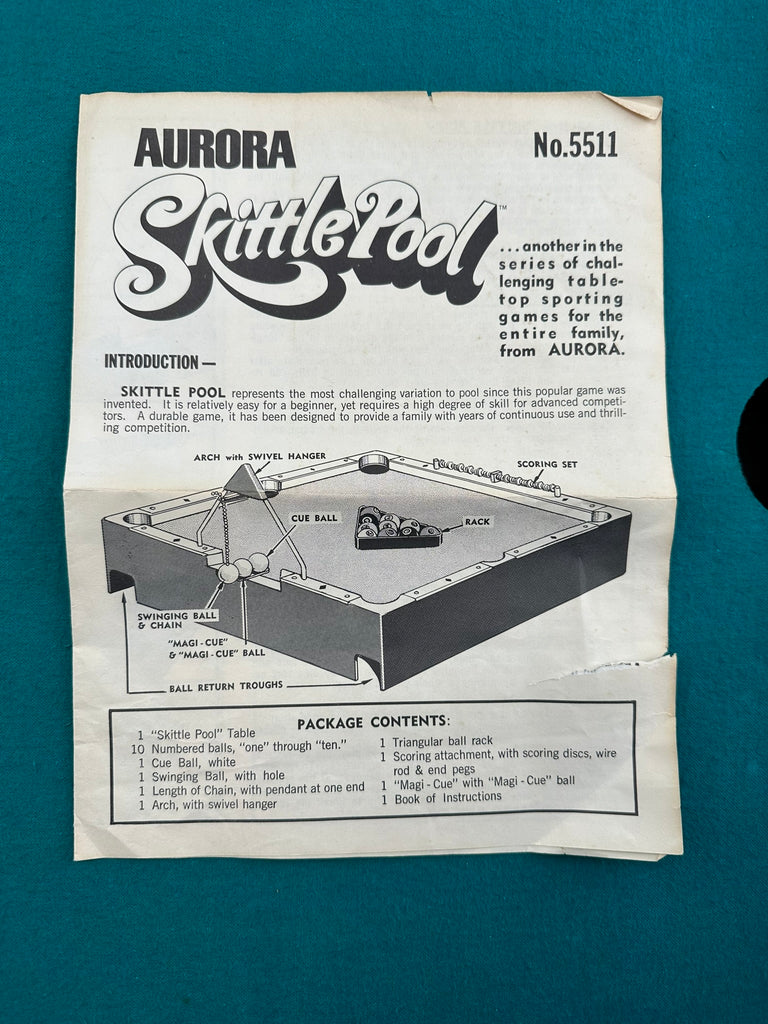 AURORA
No.5511
Skittle Pool™
...another in the
series of chal-
lenging table-
top sporting
games for the
entire family,
from AURORA.
INTRODUCTION —
SKITTLE POOL represents the most challenging variation to pool since this popular game was
invented. It is relatively easy for a beginner, yet requires a high degree of skill for advanced competi-
tors. A durable game, it has been designed to provide a family with years of continuous use and thrill-
ing competition.
ARCH with SWIVEL HANGER
SCORING SET
CUE BALL
RACK
SWINGING BALL
& CHAIN
"MAGI-CUE"
& "MAGI-CUE" BALL
BALL RETURN TROUGHS
PACKAGE CONTENTS:
1 "Skittle Pool" Table
10 Numbered balls, "one" through "ten."
1 Cue Ball, white
1 Swinging Ball, with hole
1 Length of Chain, with pendant at one end
1 Arch, with swivel hanger
1 Triangular ball rack
1 Scoring attachment, with scoring discs, wire
rod & end pegs
1 "Magi-Cue" with "Magi-Cue" ball
1 Book of Instructions